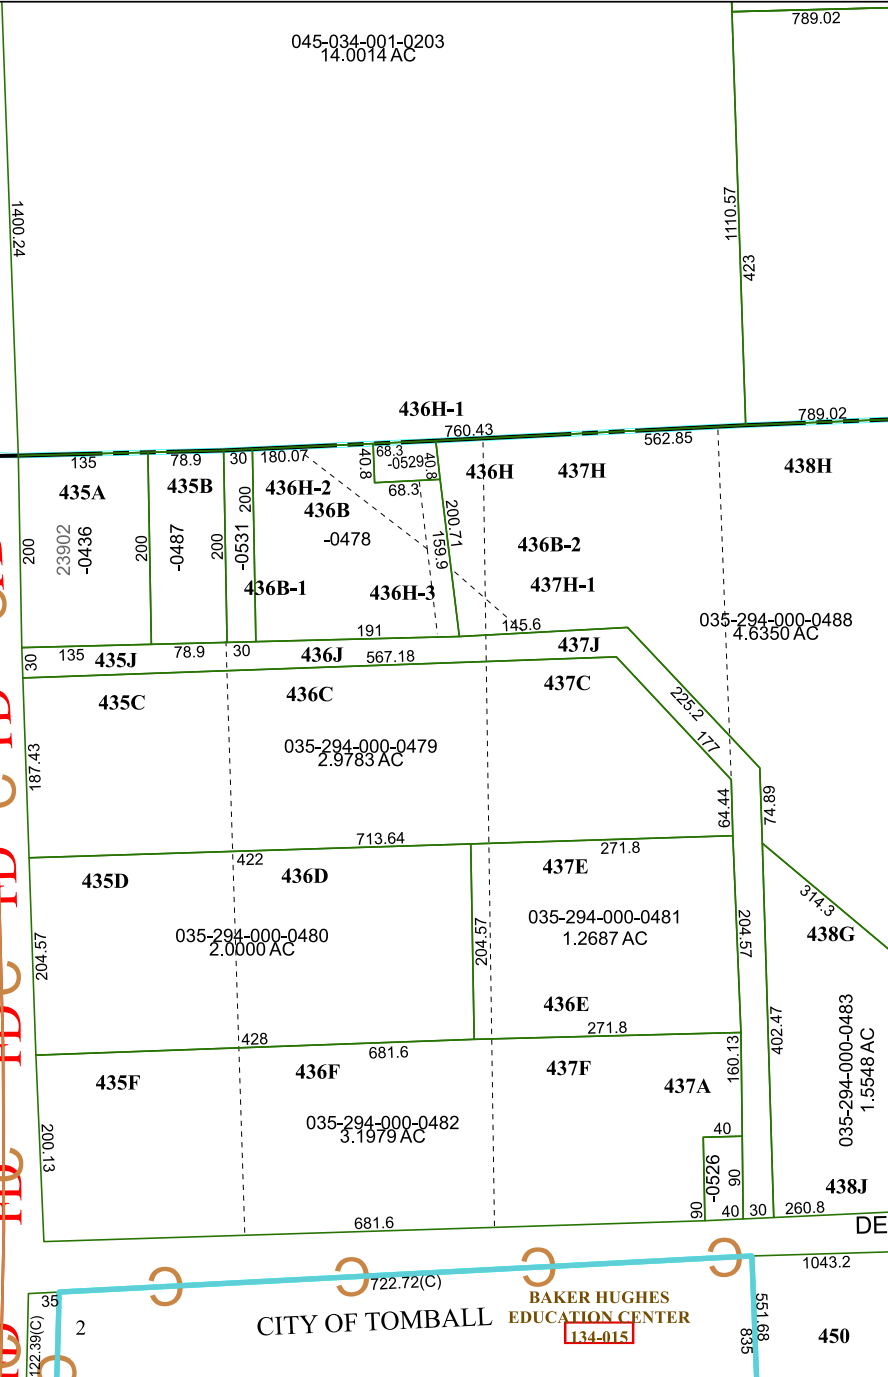 789.02
045-034-001-0203
14.0014 AC
1400.24
1110.57
423
436H-1
760.43
562.85
789.02
135
78.9
30
180.07
68.3
40.8
-0529
40.8
68.3
436H
437H
438H
435A
435B
436H-2
436B
-0478
200
23902
-0436
200
-0487
200
-0531
200
200.71
159.9
436B-2
437H-1
436B-1
436H-3
035-294-000-0488
4.6350 AC
191
145.6
30
135
435J
78.9
30
436J
567.18
437J
435C
436C
437C
225.2
177
035-294-000-0479
2.9783 AC
187.43
64.44
74.89
713.64
422
271.8
435D
436D
437E
314.3
438G
035-294-000-0480
2.0000 AC
035-294-000-0481
1.2687 AC
204.57
204.57
204.57
436E
402.47
035-294-000-0483
1.5548 AC
428
681.6
271.8
160.13
435F
436F
437F
437A
035-294-000-0482
3.1979 AC
200.13
40
-0526
90
90
438J
681.6
40
30
260.8
DE
1043.2
722.72(C)
35
122.39(C)
2
CITY OF TOMBALL
BAKER HUGHES
EDUCATION CENTER
134-015
551.68
835
450